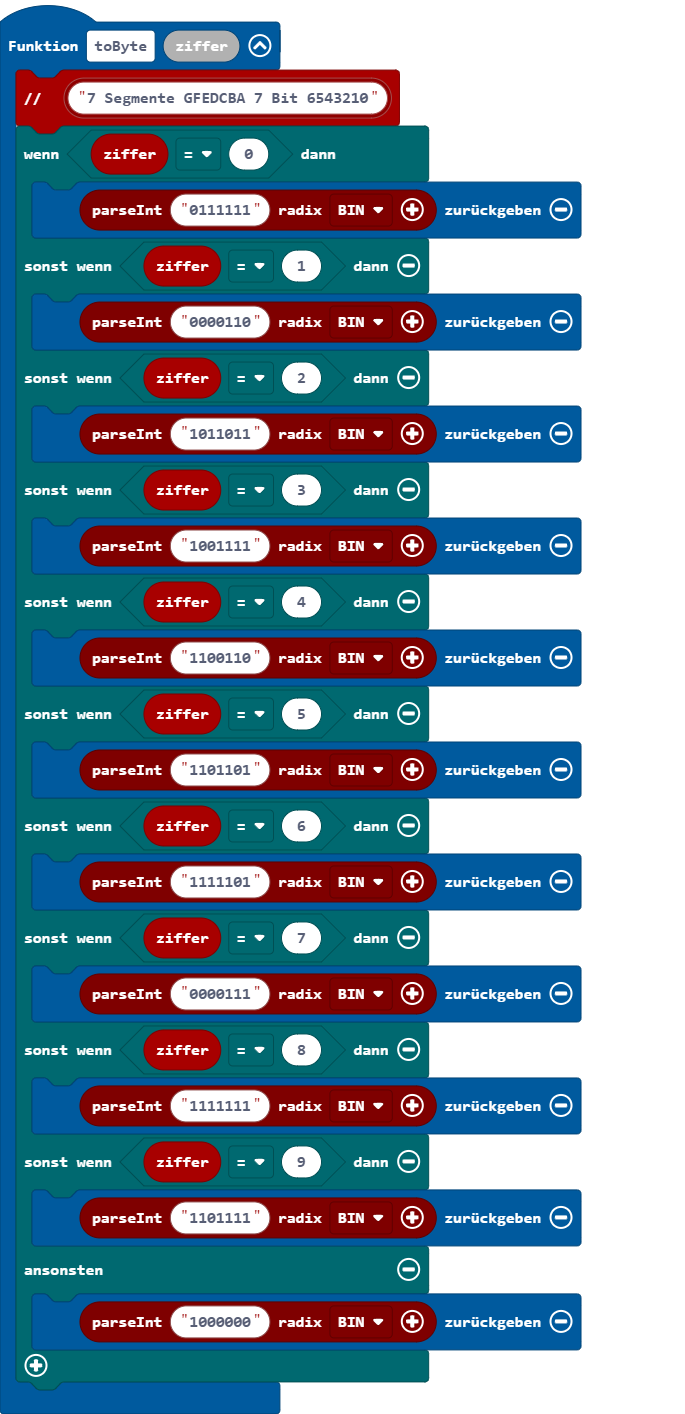 Funktion toByte ziffer
// "7 Segmente GFEDCBA 7 Bit 6543210"
wenn ziffer = 0 dann
parseInt "0111111" radix BIN zurückgeben
sonst wenn ziffer = 1 dann
parseInt "0000110" radix BIN zurückgeben
sonst wenn ziffer = 2 dann
parseInt "1011011" radix BIN zurückgeben
sonst wenn ziffer = 3 dann
parseInt "1001111" radix BIN zurückgeben
sonst wenn ziffer = 4 dann
parseInt "1100110" radix BIN zurückgeben
sonst wenn ziffer = 5 dann
parseInt "1101101" radix BIN zurückgeben
sonst wenn ziffer = 6 dann
parseInt "1111101" radix BIN zurückgeben
sonst wenn ziffer = 7 dann
parseInt "0000111" radix BIN zurückgeben
sonst wenn ziffer = 8 dann
parseInt "1111111" radix BIN zurückgeben
sonst wenn ziffer = 9 dann
parseInt "1101111" radix BIN zurückgeben
ansonsten
parseInt "1000000" radix BIN zurückgeben